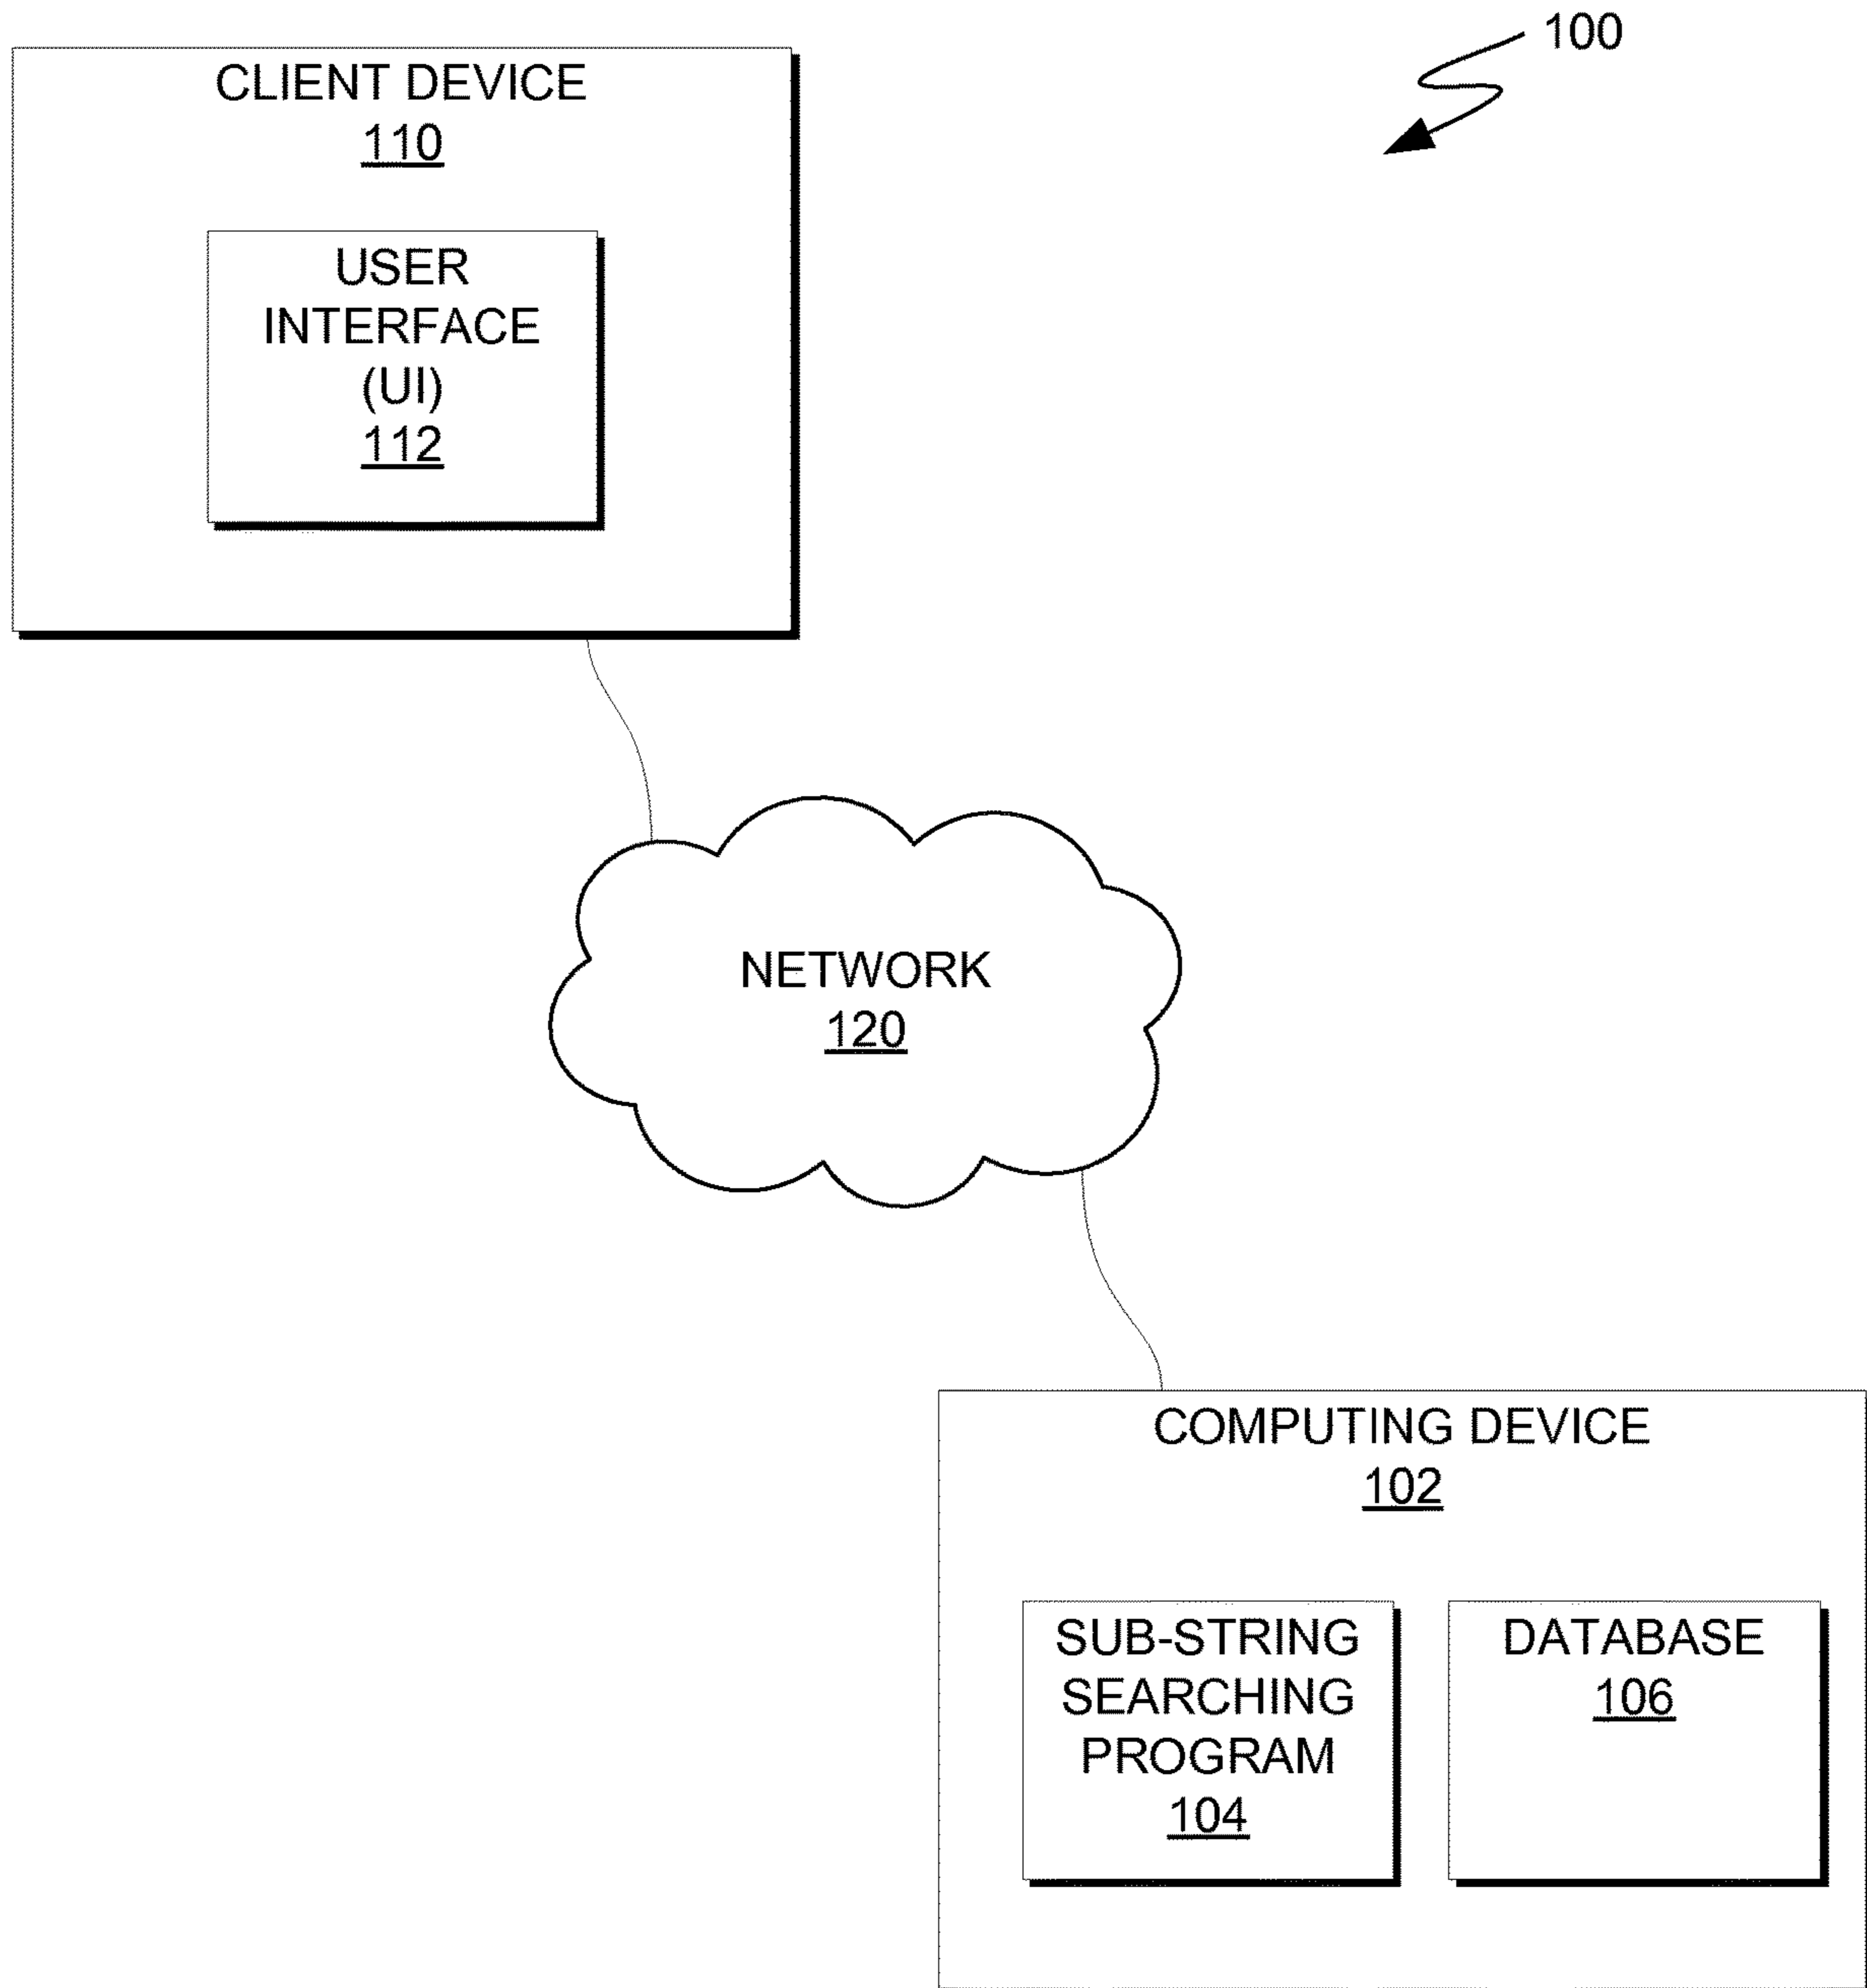 100
CLIENT DEVICE
110
USER
INTERFACE
(UI)
112
NETWORK
120
COMPUTING DEVICE
102
SUB-STRING
SEARCHING
PROGRAM
104
DATABASE
106